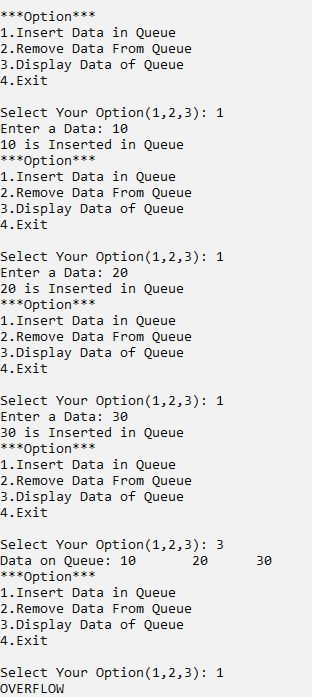 ***Option***
1.Insert Data in Queue
2.Remove Data From Queue
3.Display Data of Queue
4.Exit
Select Your Option(1,2,3): 1
Enter a Data: 10
10 is Inserted in Queue
***Option***
1.Insert Data in Queue
2.Remove Data From Queue
3.Display Data of Queue
4.Exit
Select Your Option(1,2,3): 1
Enter a Data: 20
20 is Inserted in Queue
***Option***
1.Insert Data in Queue
2.Remove Data From Queue
3.Display Data of Queue
4.Exit
Select Your Option(1,2,3): 1
Enter a Data: 30
30 is Inserted in Queue
***Option***
1.Insert Data in Queue
2.Remove Data From Queue
3.Display Data of Queue
4.Exit
Select Your Option(1,2,3): 3
Data on Queue: 10       20      30
***Option***
1.Insert Data in Queue
2.Remove Data From Queue
3.Display Data of Queue
4.Exit
Select Your Option(1,2,3): 1
OVERFLOW